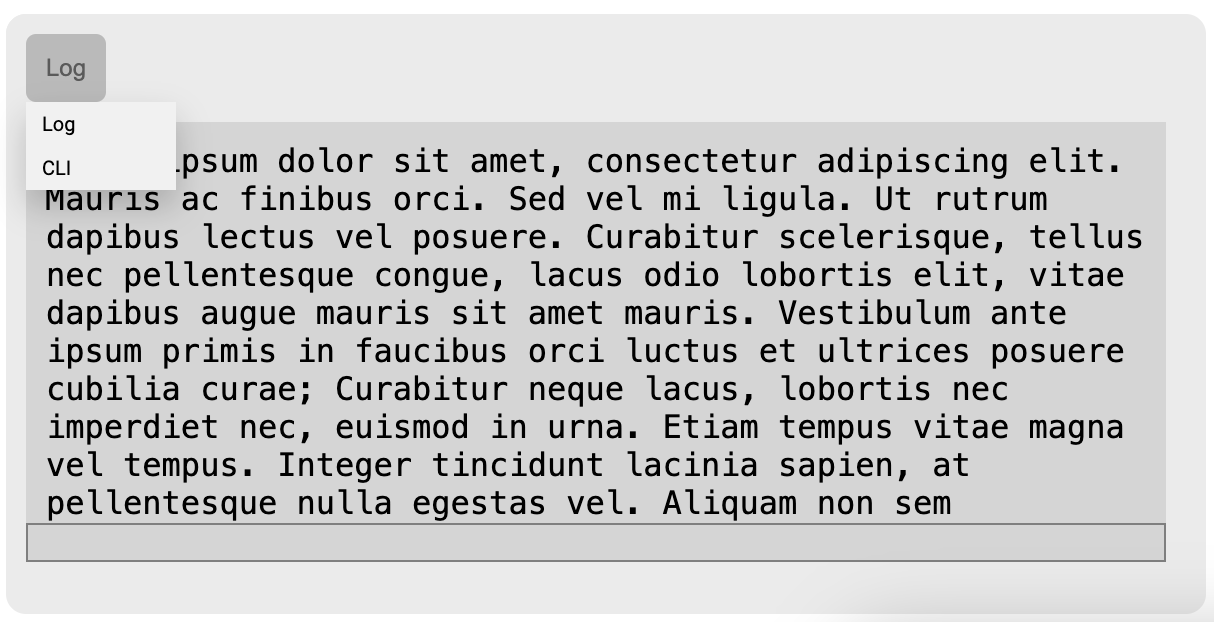 Log
Log
CLI
psum dolor sit amet, consectetur adipiscing elit.
Mauris ac finibus orci. Sed vel mi ligula. Ut rutrum
dapibus lectus vel posuere. Curabitur scelerisque, tellus
nec pellentesque congue, lacus odio lobortis elit, vitae
dapibus augue mauris sit amet mauris. Vestibulum ante
ipsum primis in faucibus orci luctus et ultrices posuere
cubilia curae; Curabitur neque lacus, lobortis nec
imperdiet nec, euismod in urna. Etiam tempus vitae magna
vel tempus. Integer tincidunt lacinia sapien, at
pellentesque nulla egestas vel. Aliquam non sem